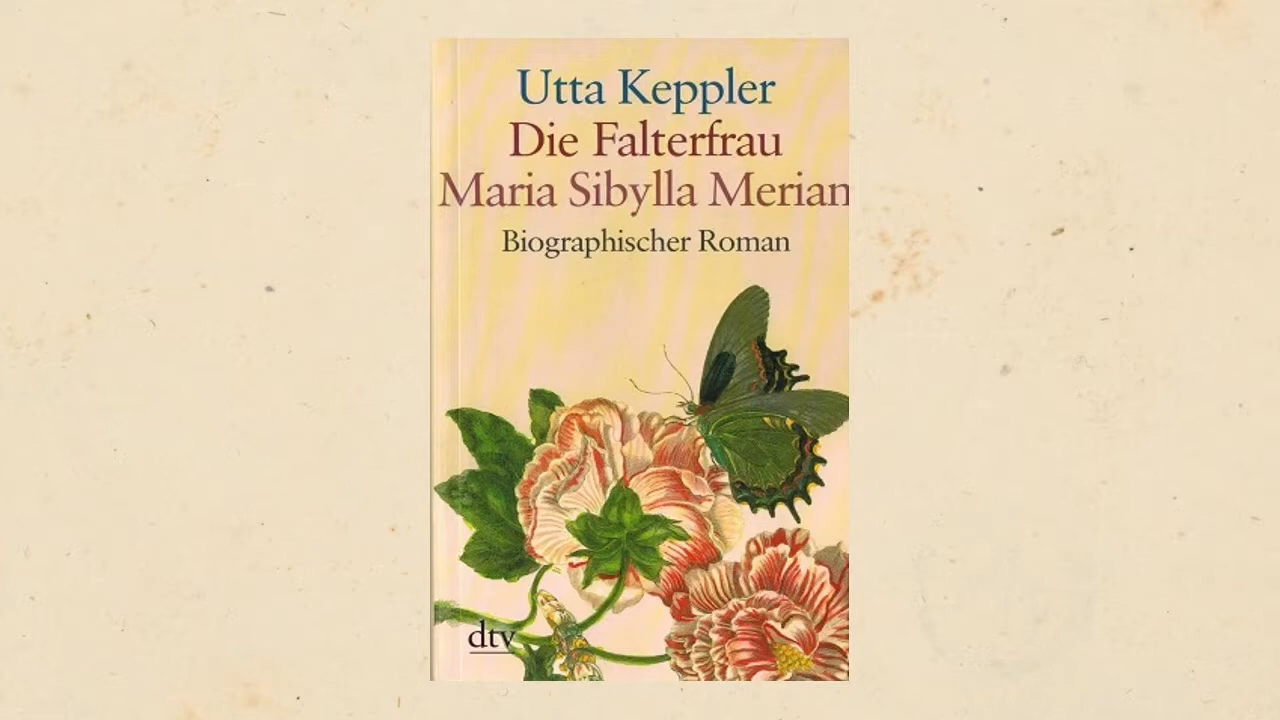 Utta Keppler
Die Falterfrau
Maria Sibylla Merian
Biographischer Roman
dtv